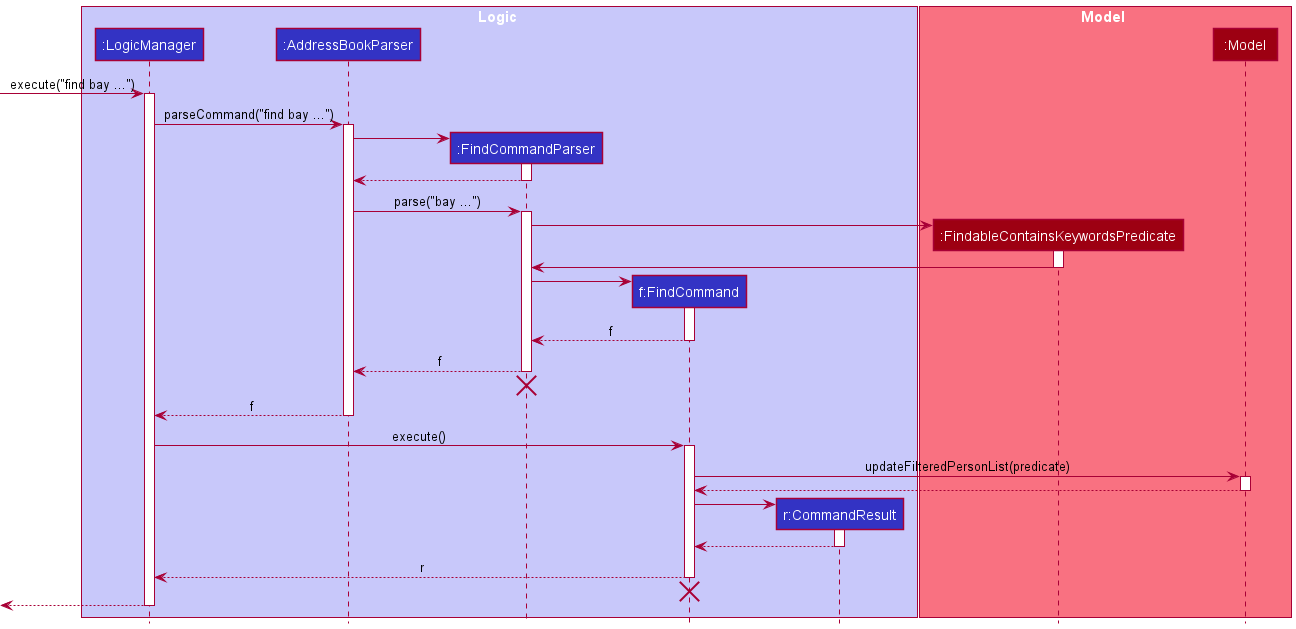 Logic
Model
:LogicManager
:AddressBookParser
:Model
execute("find bay ...")
parseCommand("find bay ...")
:FindCommandParser
parse("bay ...")
:FindableContainsKeywordsPredicate
f:FindCommand
f
f
f
execute()
updateFilteredPersonList(predicate)
r:CommandResult
r